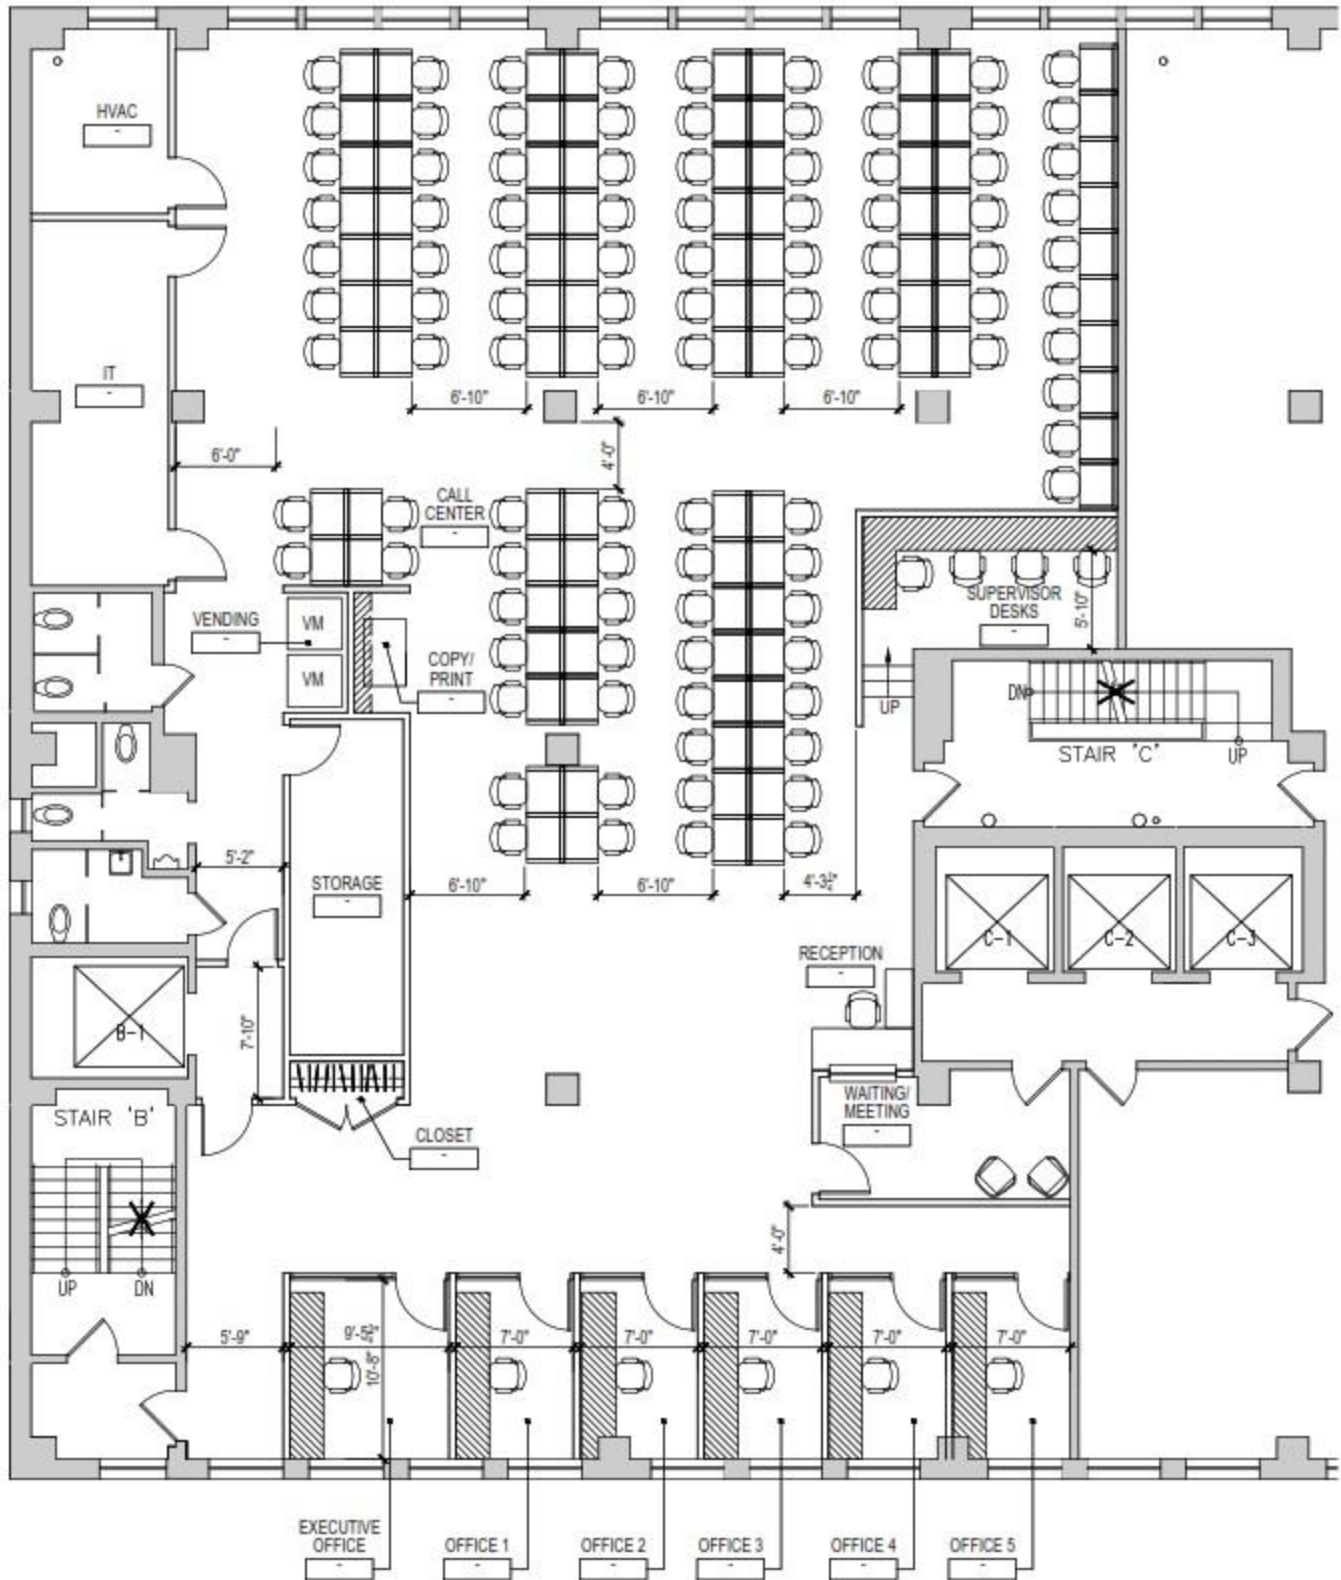 HVAC
-
IT
-
6'-10"
6'-10"
6'-10"
6'-0"
4'-0"
CALL
CENTER
-
VENDING
-
VM
VM
COPY/
PRINT
-
SUPERVISOR
DESKS
-
5'-10"
UP
DN
STAIR 'C'
UP
5'-2"
STORAGE
-
6'-10"
6'-10"
4'-3¼"
C-1
C-2
C-3
RECEPTION
-
B-1
7'-10"
WAITING/
MEETING
-
STAIR 'B'
CLOSET
-
4'-0"
UP
DN
5'-9"
9'-5¾"
10'-8"
7'-0"
7'-0"
7'-0"
7'-0"
7'-0"
EXECUTIVE
OFFICE
-
OFFICE 1
-
OFFICE 2
-
OFFICE 3
-
OFFICE 4
-
OFFICE 5
-